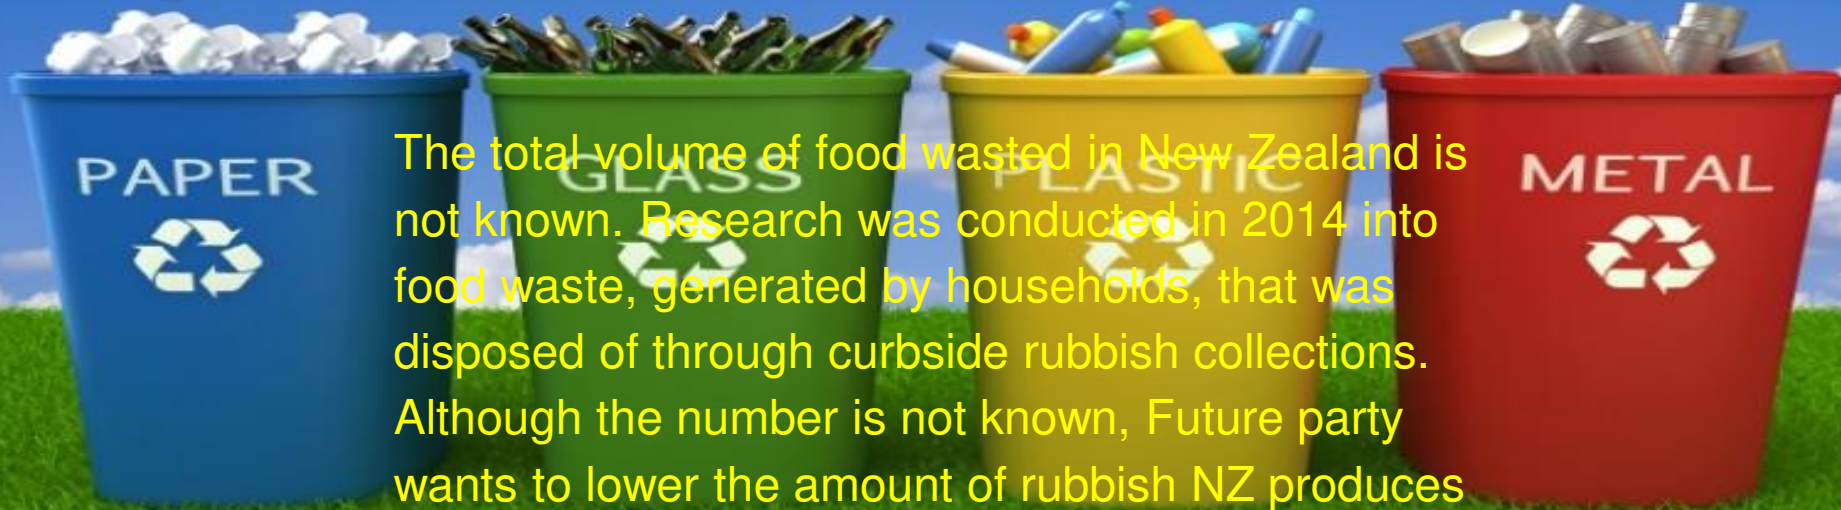 PAPER
GLASS
PLASTIC
METAL
The total volume of food wasted in New Zealand is
not known. Research was conducted in 2014 into
food waste, generated by households, that was
disposed of through curbside rubbish collections.
Although the number is not known, Future party
wants to lower the amount of rubbish NZ produces